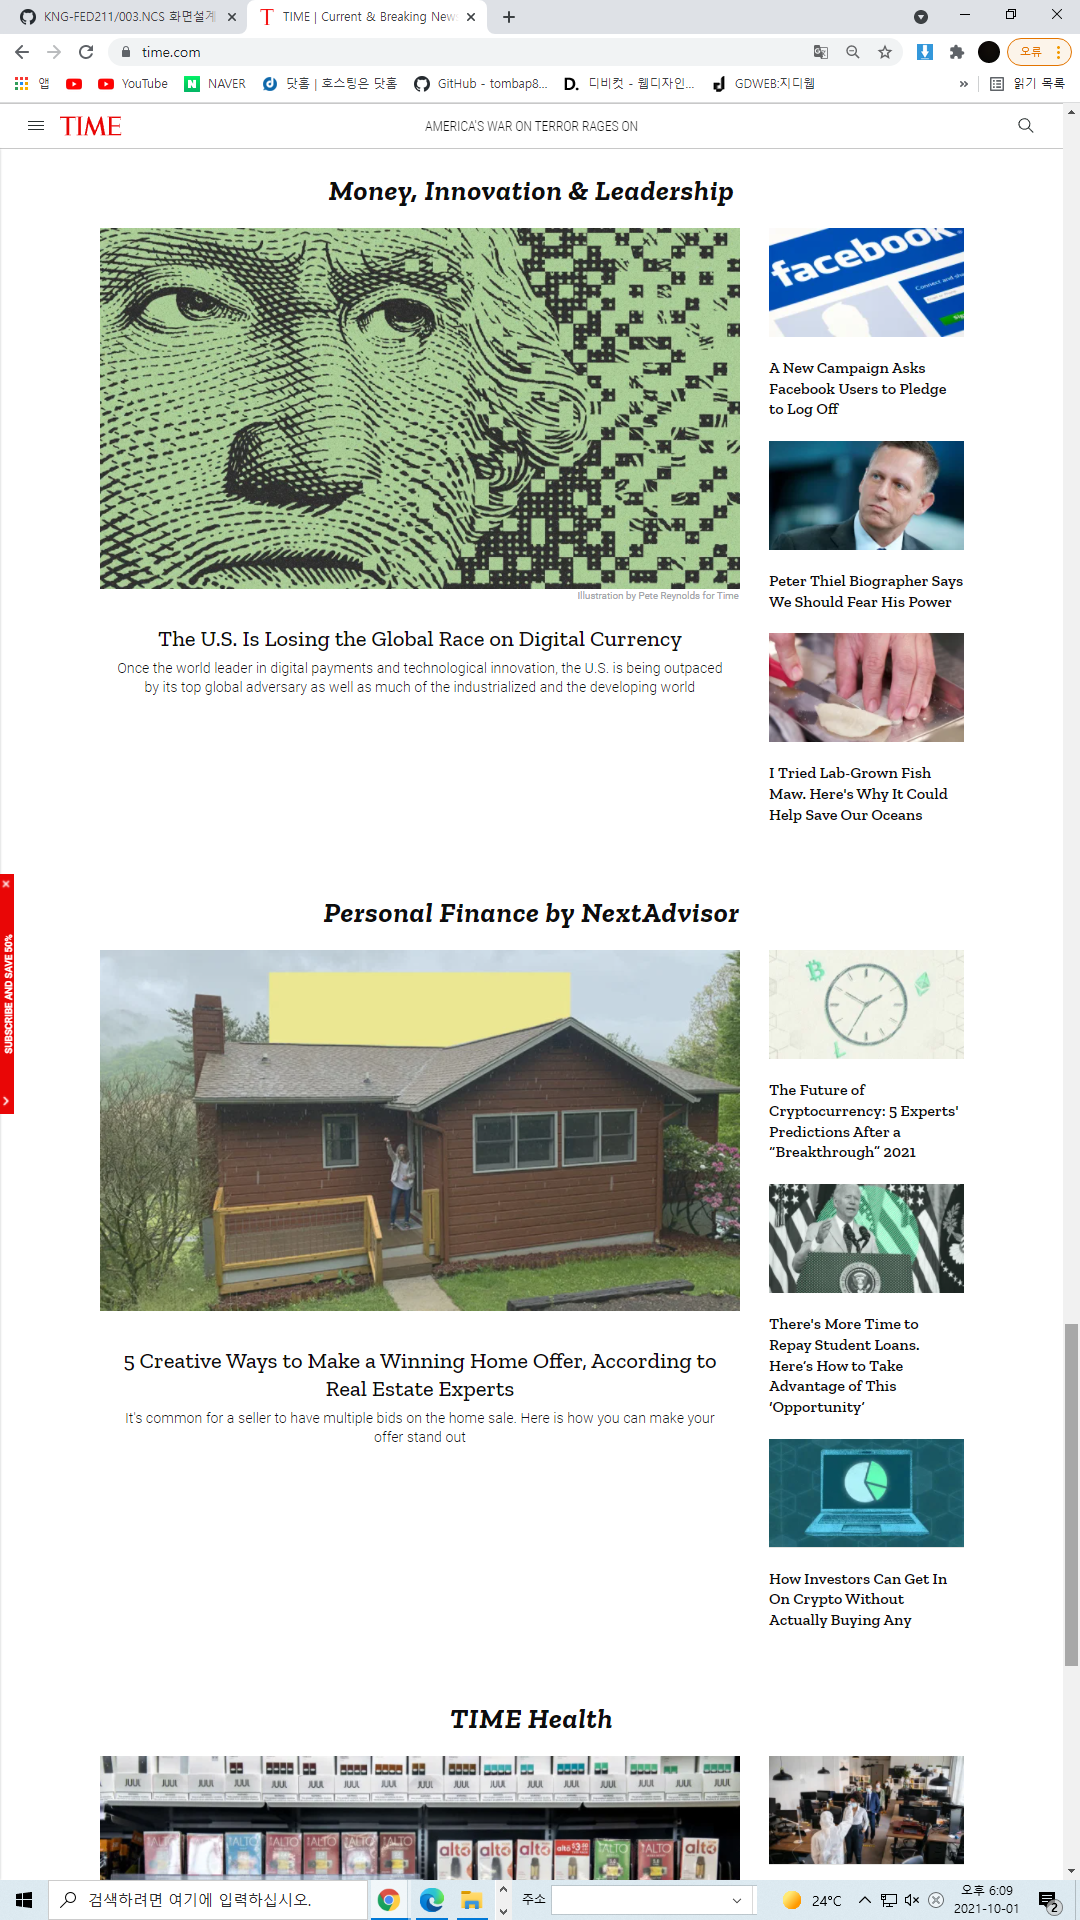 KNG-FED211/003.NCS 화면설계
TIME | Current & Breaking New
time.com
오류
앱
YouTube
NAVER
닷홈 | 호스팅은 닷홈
GitHub - tombap8...
디비컷 - 웹디자인...
GDWEB:지디웹
»
읽기 목록
TIME
AMERICA'S WAR ON TERROR RAGES ON
Money, Innovation & Leadership
facebook
Connect and sha
Illustration by Pete Reynolds for Time
The U.S. Is Losing the Global Race on Digital Currency
Once the world leader in digital payments and technological innovation, the U.S. is being outpaced
by its top global adversary as well as much of the industrialized and the developing world
A New Campaign Asks
Facebook Users to Pledge
to Log Off
Peter Thiel Biographer Says
We Should Fear His Power
I Tried Lab-Grown Fish
Maw. Here's Why It Could
Help Save Our Oceans
SUBSCRIBE AND SAVE 50%
Personal Finance by NextAdvisor
5 Creative Ways to Make a Winning Home Offer, According to
Real Estate Experts
It's common for a seller to have multiple bids on the home sale. Here is how you can make your
offer stand out
The Future of
Cryptocurrency: 5 Experts'
Predictions After a
“Breakthrough” 2021
There's More Time to
Repay Student Loans.
Here’s How to Take
Advantage of This
‘Opportunity’
How Investors Can Get In
On Crypto Without
Actually Buying Any
TIME Health
JUUL JUUL JUUL JUUL JUUL JUUL JUUL JUUL JUUL JUUL JUUL JUUL JUUL JUUL JUUL
ALTO ALTO ALTO ALTO ALTO ALTO ALTO alto alto alto alto ALTO ALTO alto
검색하려면 여기에 입력하십시오.
주소
24°C
오후 6:09
2021-10-01
2